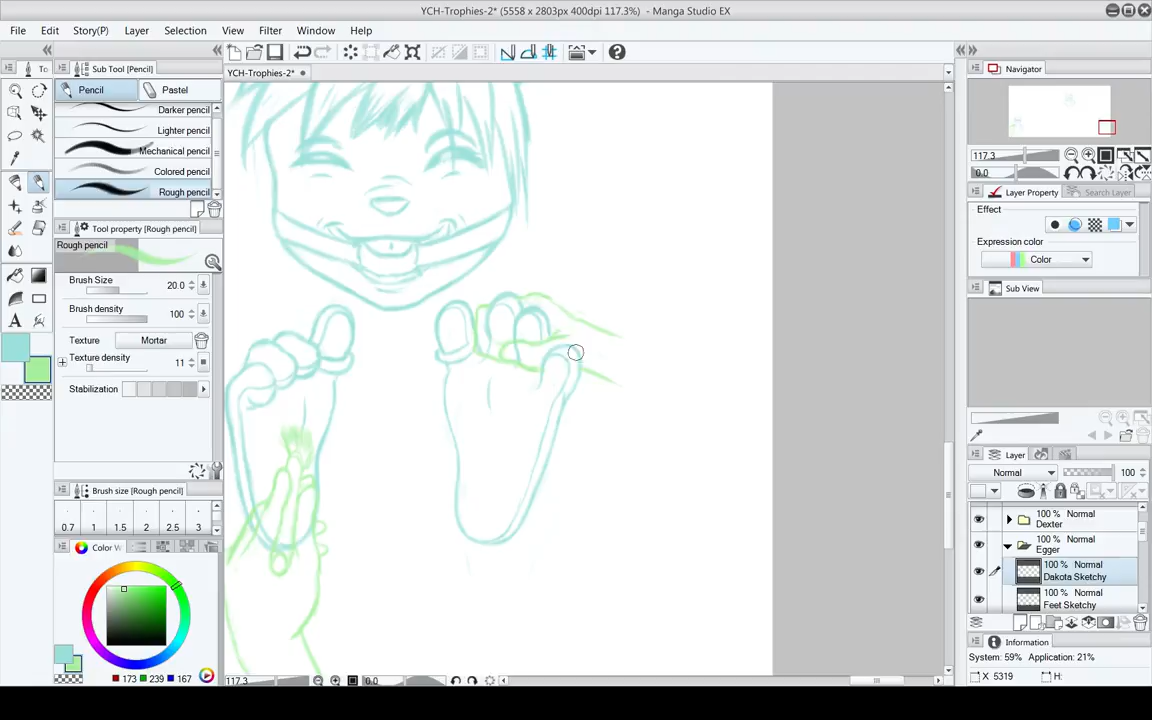 YCH-Trophies-2* (5558 x 2803px 400dpi 117.3%) - Manga Studio EX
File Edit Story(P) Layer Selection View Filter Window Help
To
Sub Tool [Pencil]
YCH-Trophies-2*
Navigator
Pencil Pastel
Darker pencil
Lighter pencil
Mechanical pencil
Colored pencil
Rough pencil
117.3
0.0
Layer Property Search Layer
Effect
Expression color
Color
Tool property [Rough pencil]
Rough pencil
Brush Size 20.0
Brush density 100
Texture Mortar
Texture density 11
Stabilization
Sub View
Layer
Normal 100
100 % Normal
Dexter
100 % Normal
Egger
100 % Normal
Dakota Sketchy
100 % Normal
Feet Sketchy
Brush size [Rough pencil]
0.7 1 1.5 2 2.5 3
Color W
173 239 167
117.3 0.0
Information
System: 59% Application: 21%
X 5319 H: